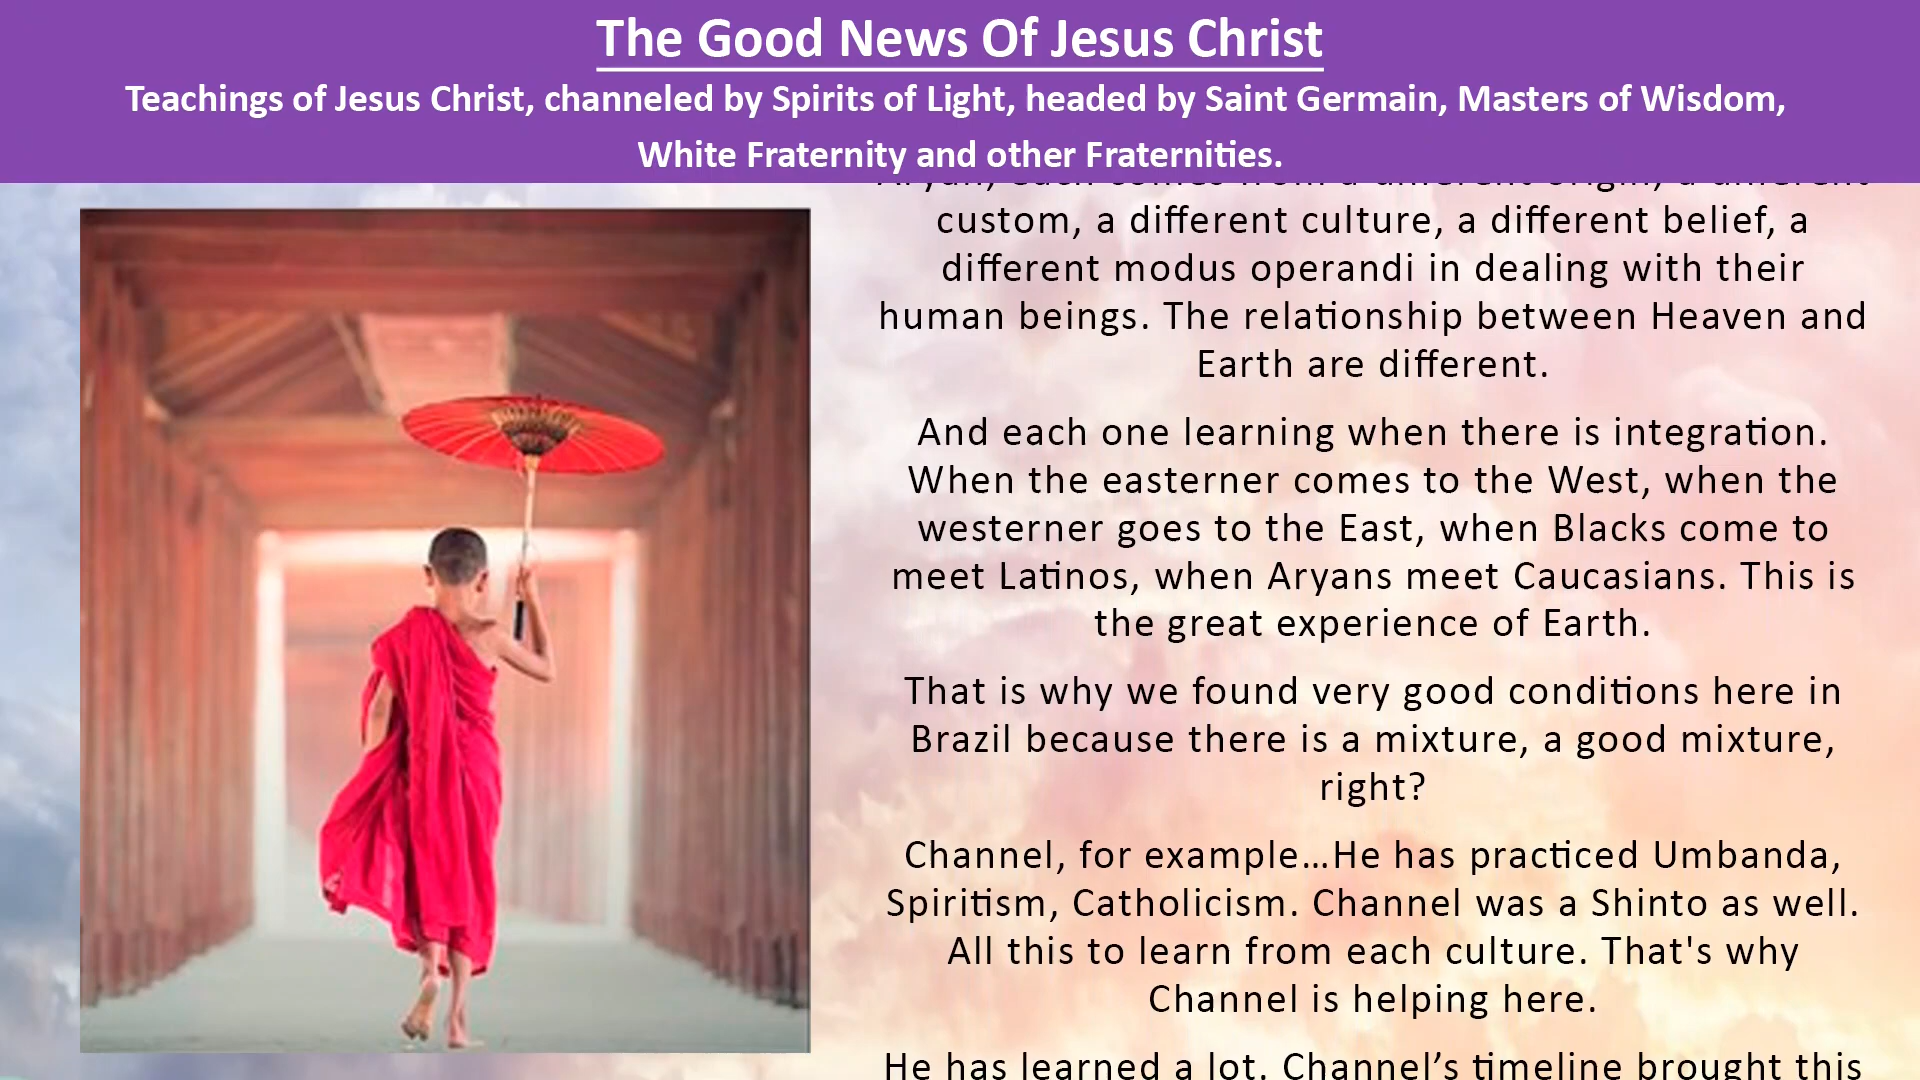 The Good News Of Jesus Christ
Teachings of Jesus Christ, channeled by Spirits of Light, headed by Saint Germain, Masters of Wisdom,
White Fraternity and other Fraternities.
Aryan, each comes from a different origin, a different
custom, a different culture, a different belief, a
different modus operandi in dealing with their
human beings. The relationship between Heaven and
Earth are different.
And each one learning when there is integration.
When the easterner comes to the West, when the
westerner goes to the East, when Blacks come to
meet Latinos, when Aryans meet Caucasians. This is
the great experience of Earth.
That is why we found very good conditions here in
Brazil because there is a mixture, a good mixture,
right?
Channel, for example…He has practiced Umbanda,
Spiritism, Catholicism. Channel was a Shinto as well.
All this to learn from each culture. That's why
Channel is helping here.
He has learned a lot. Channel’s timeline brought this